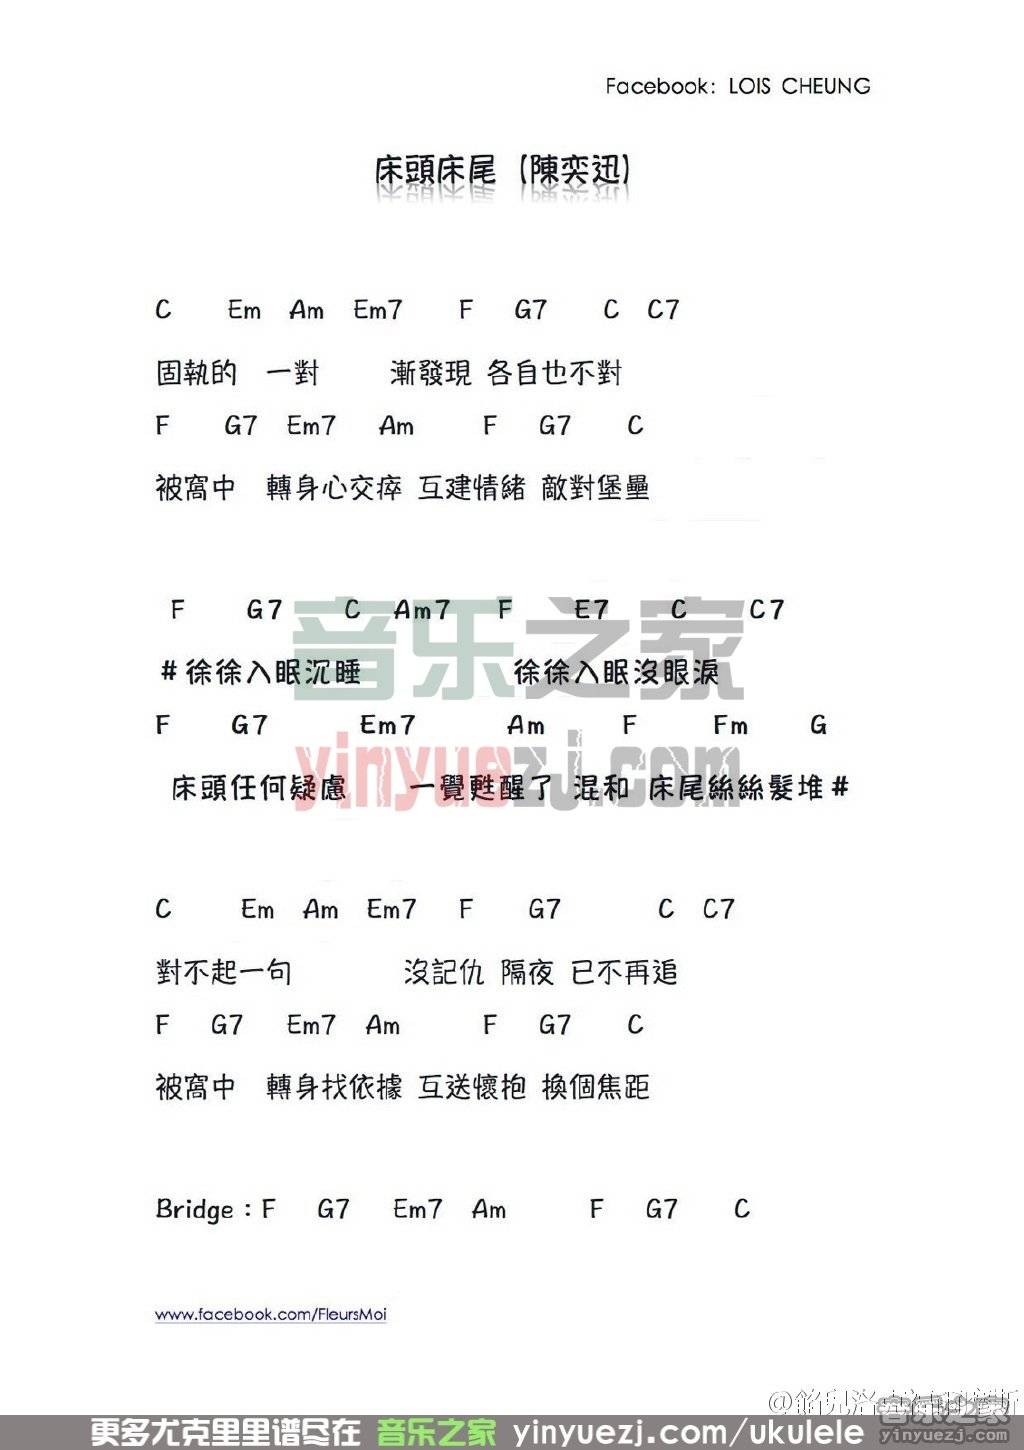 Facebook: LOIS CHEUNG
床頭床尾 (陳奕迅)
C Em Am Em7 F G7 C C7
固執的 一對 漸發現 各自也不對
F G7 Em7 Am F G7 C
被窩中 轉身心交瘁 互建情緒 敵對堡壘
F G7 C Am7 F E7 C C7
#徐徐入眠沉睡 徐徐入眠沒眼淚
F G7 Em7 Am F Fm G
床頭任何疑慮 一覺甦醒了 混和 床尾絲絲髮堆#
音乐之家
yinyuezj.com
C Em Am Em7 F G7 C C7
對不起一句 沒記仇 隔夜 已不再追
F G7 Em7 Am F G7 C
被窩中 轉身找依據 互送懷抱 換個焦距
Bridge：F G7 Em7 Am F G7 C
www.facebook.com/FleursMoi
音乐之家
yinyuezj.com
更多尤克里里谱尽在 音乐之家 yinyuezj.com/ukulele